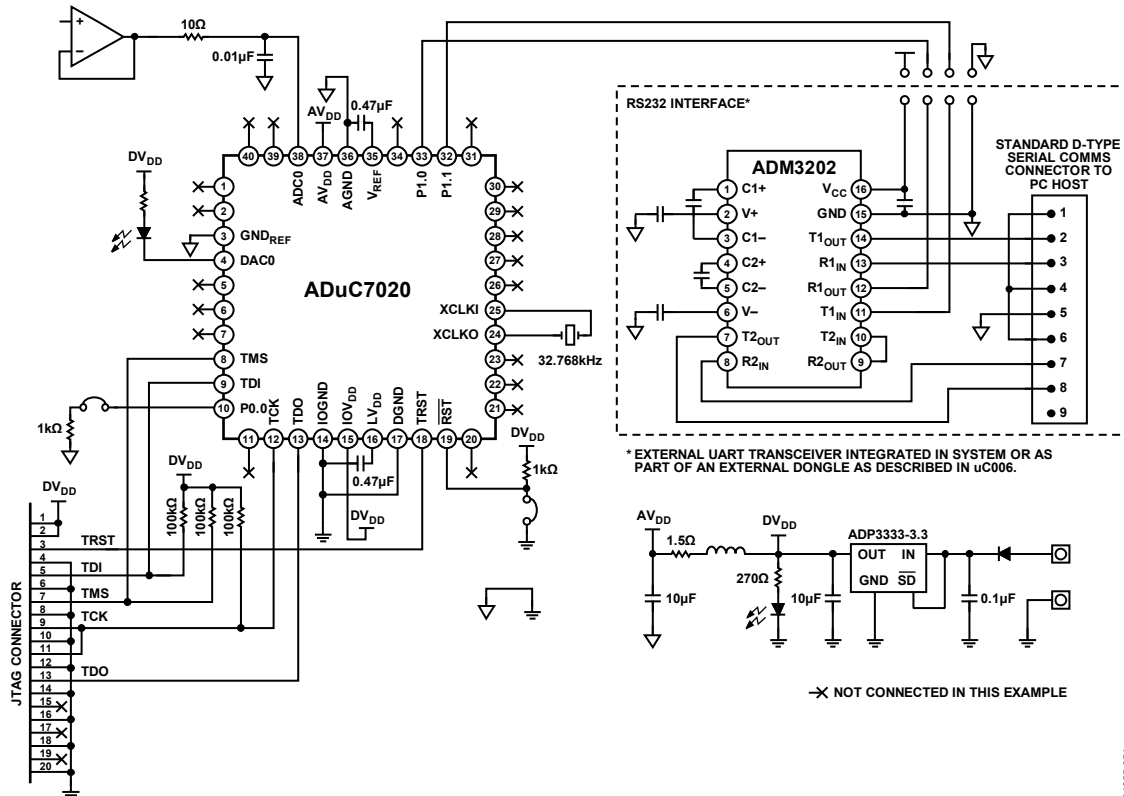 10Ω
0.01µF
0.47µF
AVDD
DVDD
40
39
38
37
36
35
34
33
32
31
ADC0
AVDD
AGND
VREF
P1.0
P1.1
1
2
3 GNDREF
4 DAC0
5
6
7
8 TMS
9 TDI
10 P0.0
ADuC7020
30
29
28
27
26
XCLKI 25
XCLKO 24
23
22
21
32.768kHz
1kΩ
TCK
TDO
IOGND
IOVDD
LVDD
DGND
TRST
RST
11
12
13
14
15
16
17
18
19
20
0.47µF
DVDD
DVDD
1kΩ
RS232 INTERFACE*
ADM3202
1 C1+
2 V+
3 C1–
4 C2+
5 C2–
6 V–
7 T2OUT
8 R2IN
VCC 16
GND 15
T1OUT 14
R1IN 13
R1OUT 12
T1IN 11
T2IN 10
R2OUT 9
STANDARD D-TYPE
SERIAL COMMS
CONNECTOR TO
PC HOST
1
2
3
4
5
6
7
8
9
* EXTERNAL UART TRANSCEIVER INTEGRATED IN SYSTEM OR AS
PART OF AN EXTERNAL DONGLE AS DESCRIBED IN uC006.
DVDD
DVDD
100kΩ
100kΩ
100kΩ
JTAG CONNECTOR
1
2
3 TRST
4
5 TDI
6
7 TMS
8
9 TCK
10
11
12
13 TDO
14
15
16
17
18
19
20
AVDD
1.5Ω
DVDD
270Ω
10µF
10µF
ADP3333-3.3
OUT IN
GND SD
0.1µF
NOT CONNECTED IN THIS EXAMPLE